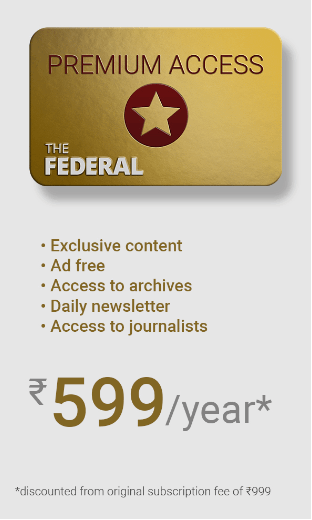 PREMIUM ACCESS
THE
FEDERAL
• Exclusive content
• Ad free
• Access to archives
• Daily newsletter
• Access to journalists
₹599/year*
*discounted from original subscription fee of ₹999